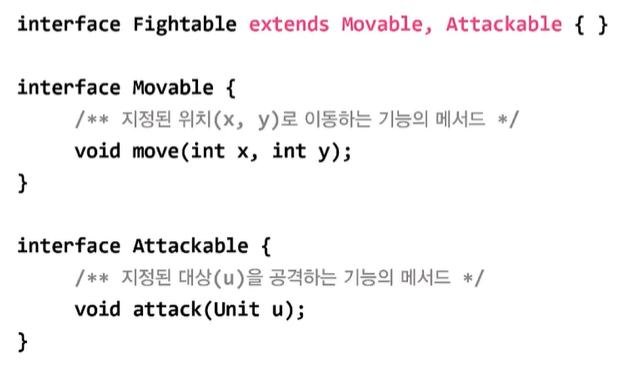 interface Fightable extends Movable, Attackable { }
interface Movable {
/** 지정된 위치(x, y)로 이동하는 기능의 메서드 */
void move(int x, int y);
}
interface Attackable {
/** 지정된 대상(u)을 공격하는 기능의 메서드 */
void attack(Unit u);
}